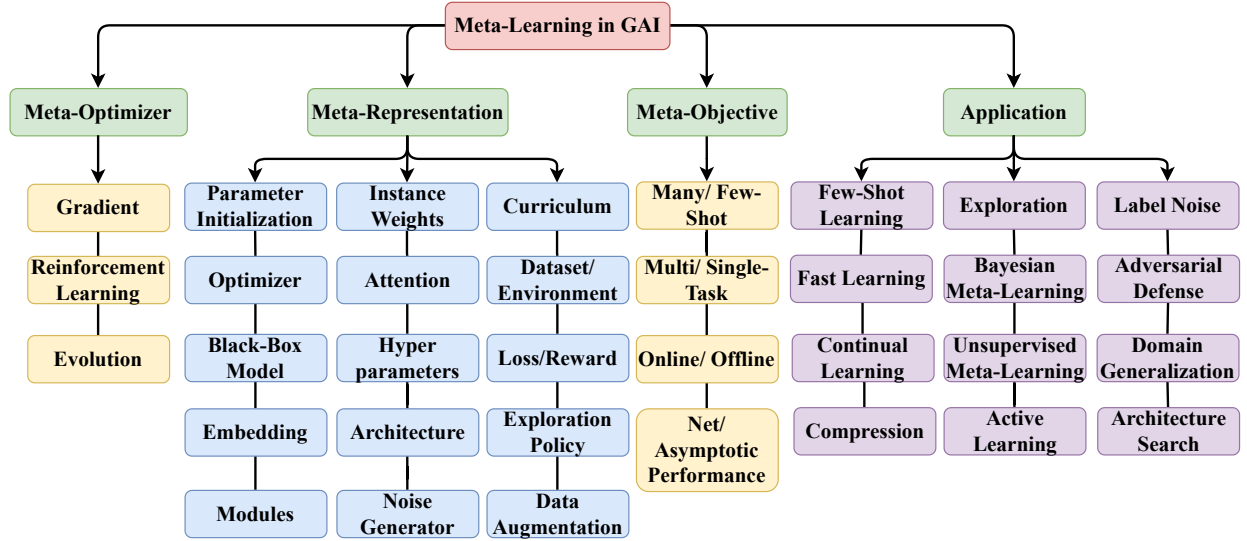 Meta-Learning in GAI
Meta-Optimizer
Meta-Representation
Meta-Objective
Application
Gradient
Reinforcement
Learning
Evolution
Parameter
Initialization
Optimizer
Black-Box
Model
Embedding
Modules
Instance
Weights
Attention
Hyper
parameters
Architecture
Noise
Generator
Curriculum
Dataset/
Environment
Loss/Reward
Exploration
Policy
Data
Augmentation
Many/ Few-
Shot
Multi/ Single-
Task
Online/ Offline
Net/
Asymptotic
Performance
Few-Shot
Learning
Fast Learning
Continual
Learning
Compression
Exploration
Bayesian
Meta-Learning
Unsupervised
Meta-Learning
Active
Learning
Label Noise
Adversarial
Defense
Domain
Generalization
Architecture
Search